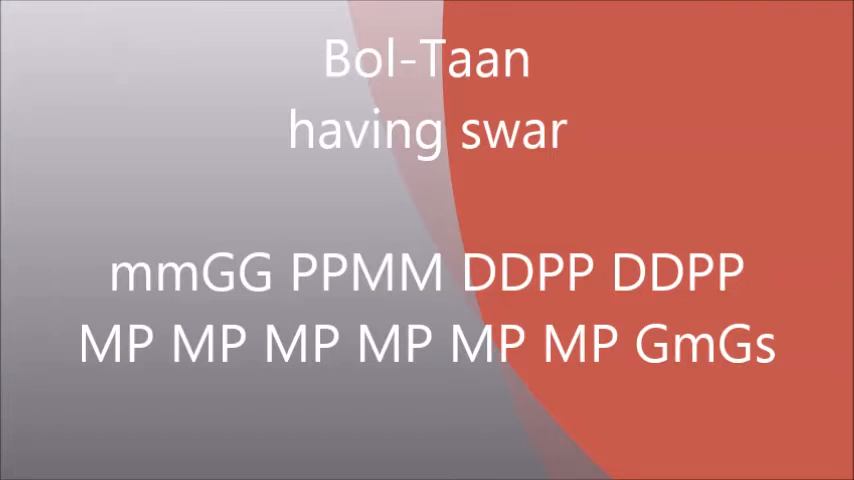 Bol-Taan
having swar
mmGG PPMM DDPP DDPP
MP MP MP MP MP MP GmGs